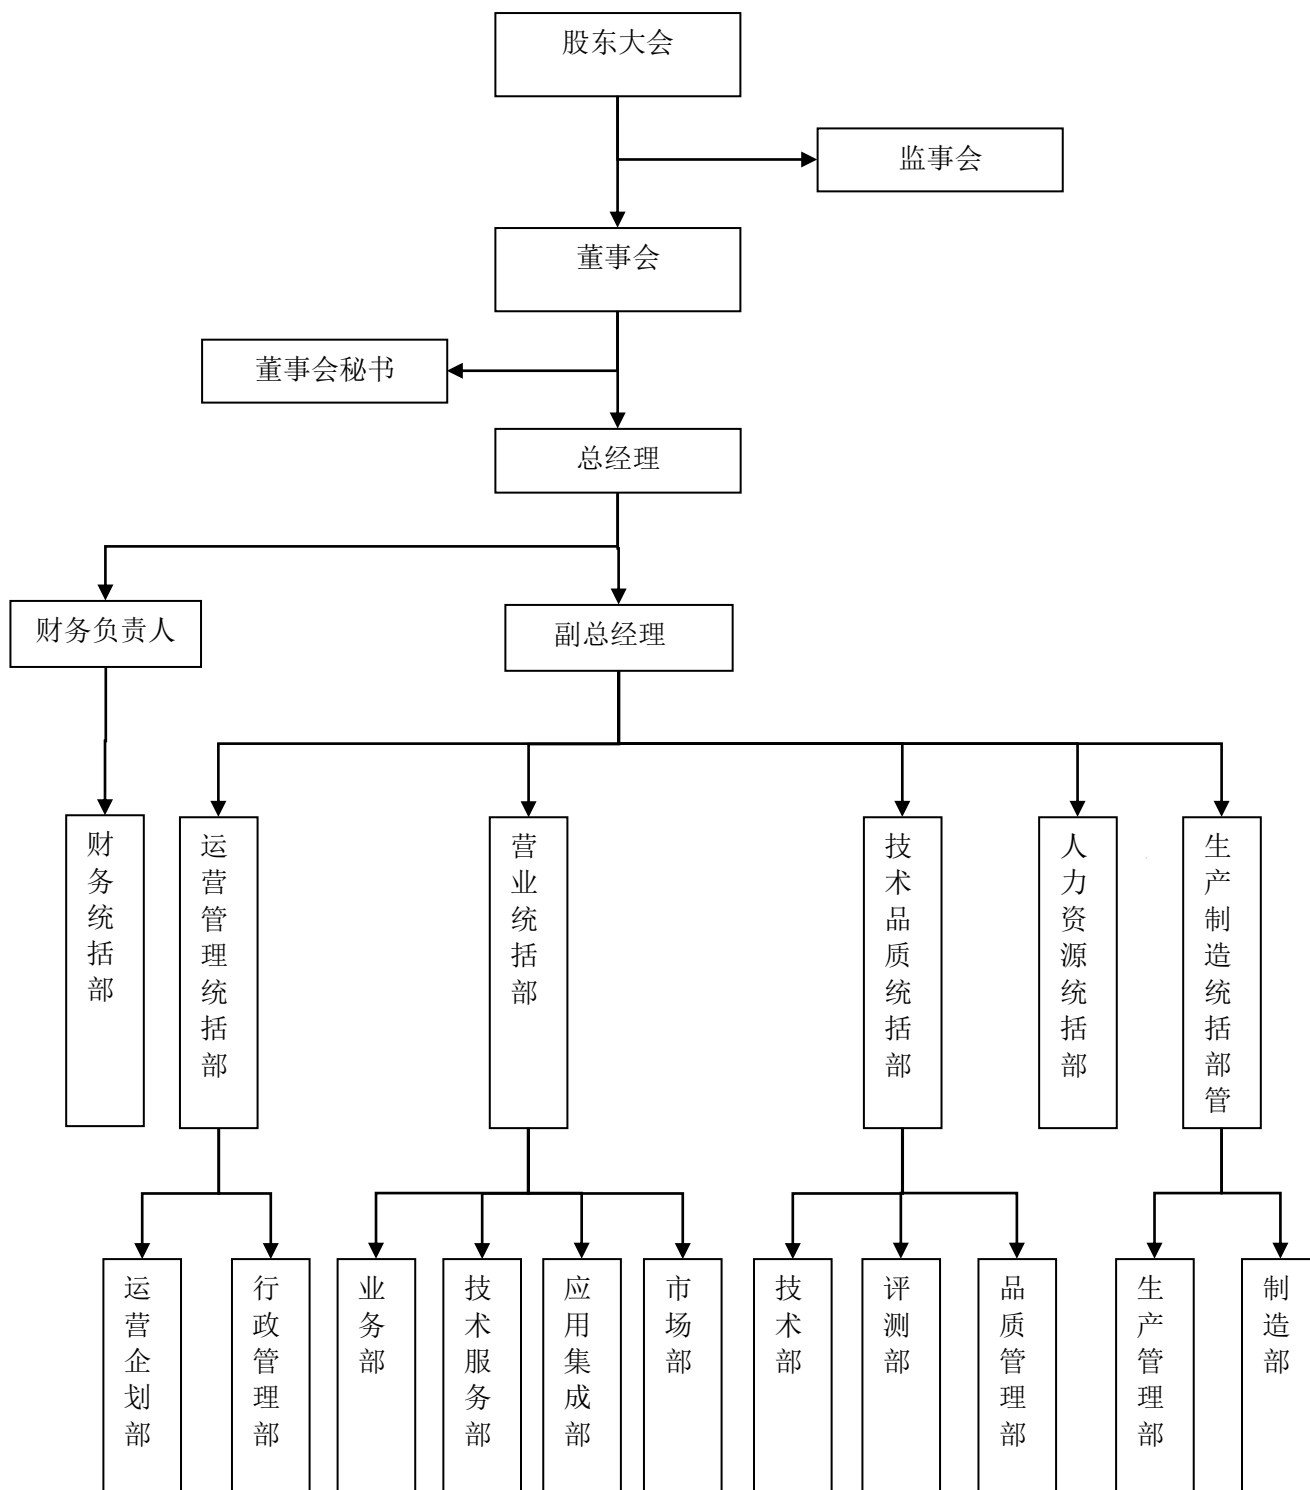 股东大会
监事会
董事会
董事会秘书
总经理
财务负责人
副总经理
财务统括部
运营管理统括部
营业统括部
技术品质统括部
人力资源统括部
生产制造统括部管
运营企划部
行政管理部
业务部
技术服务部
应用集成部
市场部
技术部
评测部
品质管理部
生产管理部
制造部